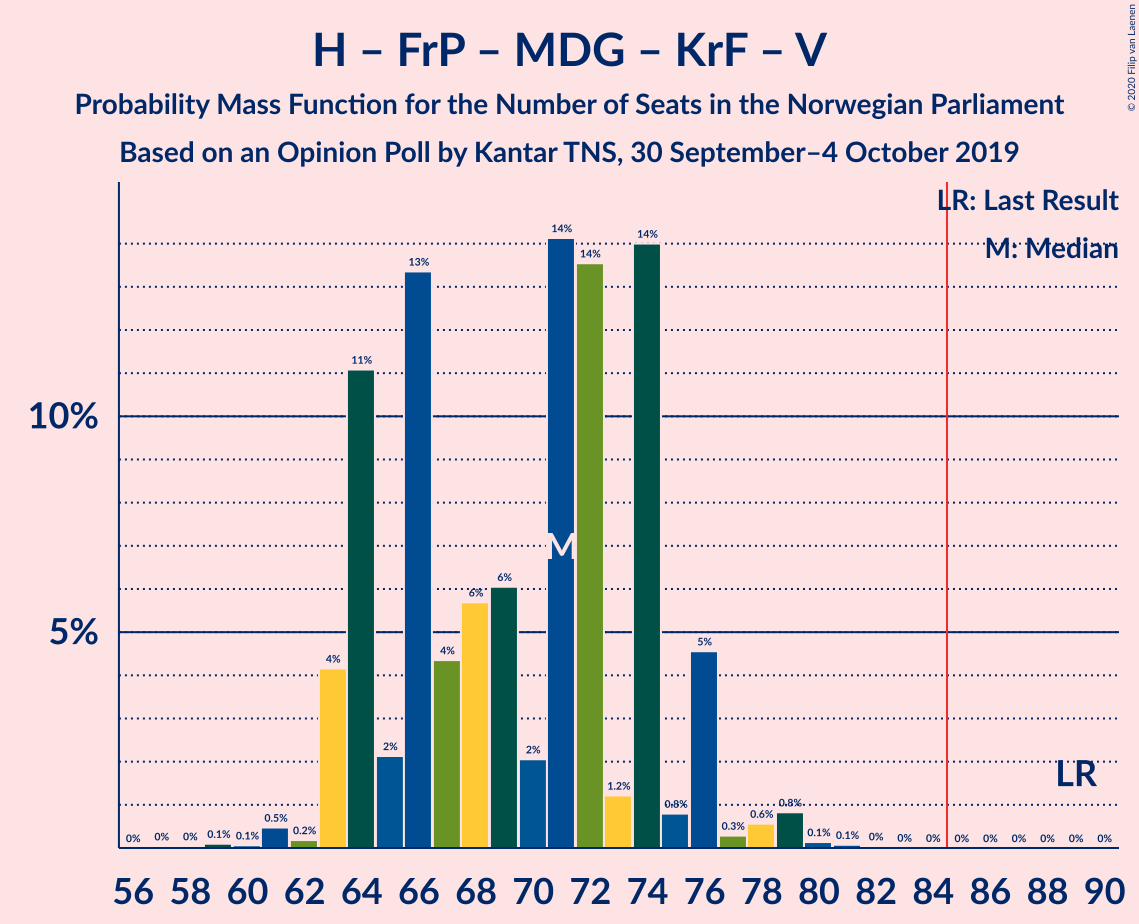 H – FrP – MDG – KrF – V
Probability Mass Function for the Number of Seats in the Norwegian Parliament
Based on an Opinion Poll by Kantar TNS, 30 September–4 October 2019
© 2020 Filip van Laenen
LR: Last Result
M: Median
10%
5%
0% 0% 0% 0.1% 0.1% 0.5% 0.2% 4% 11% 2% 13% 4% 6% 6% 2% 14% 14% 1.2% 14% 0.8% 5% 0.3% 0.6% 0.8% 0.1% 0.1% 0% 0% 0% 0% 0% 0% 0% 0% 0%
M
LR
56 58 60 62 64 66 68 70 72 74 76 78 80 82 84 86 88 90